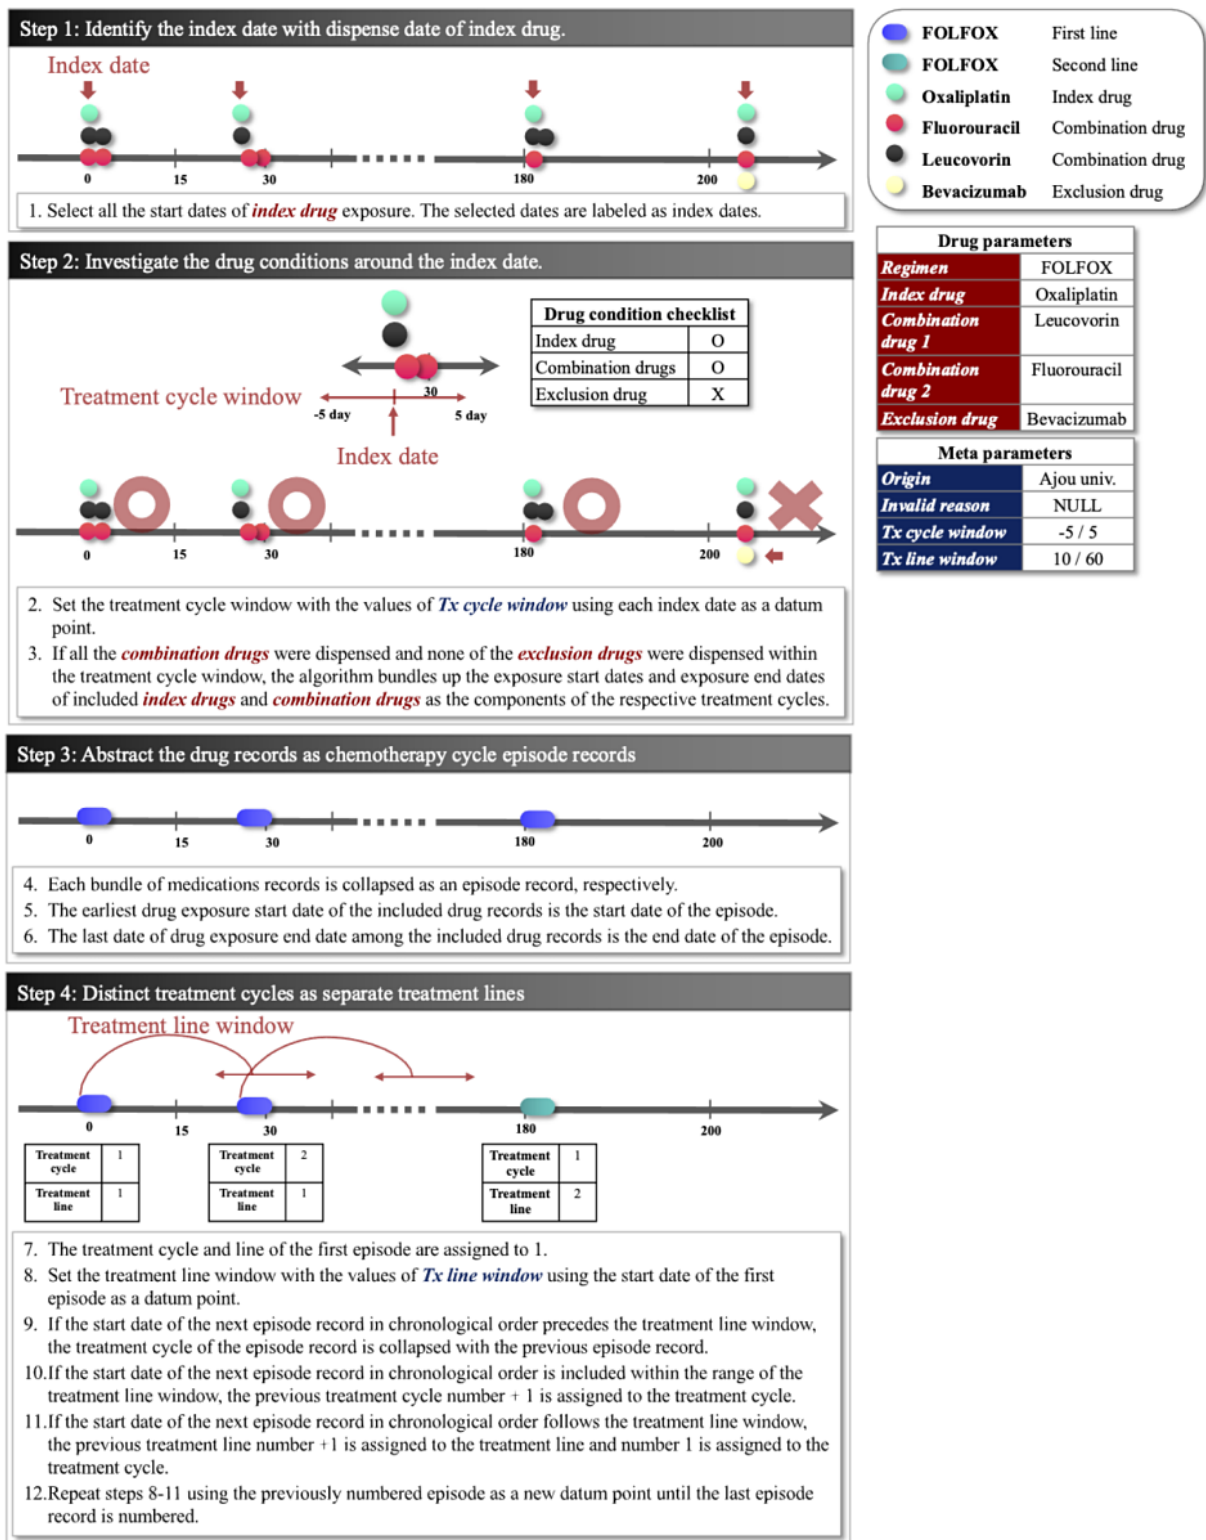 Step 1: Identify the index date with dispense date of index drug.
Index date
0
15
30
180
200
1. Select all the start dates of index drug exposure. The selected dates are labeled as index dates.
FOLFOX First line
FOLFOX Second line
Oxaliplatin Index drug
Fluorouracil Combination drug
Leucovorin Combination drug
Bevacizumab Exclusion drug
Drug parameters
Regimen FOLFOX
Index drug Oxaliplatin
Combination Leucovorin
drug 1
Combination Fluorouracil
drug 2
Exclusion drug Bevacizumab
Meta parameters
Origin Ajou univ.
Invalid reason NULL
Tx cycle window -5 / 5
Tx line window 10 / 60
Step 2: Investigate the drug conditions around the index date.
Drug condition checklist
Index drug O
Combination drugs O
Exclusion drug X
30
Treatment cycle window
-5 day
5 day
Index date
0
15
30
180
200
2. Set the treatment cycle window with the values of Tx cycle window using each index date as a datum
point.
3. If all the combination drugs were dispensed and none of the exclusion drugs were dispensed within
the treatment cycle window, the algorithm bundles up the exposure start dates and exposure end dates
of included index drugs and combination drugs as the components of the respective treatment cycles.
Step 3: Abstract the drug records as chemotherapy cycle episode records
0
15
30
180
200
4. Each bundle of medications records is collapsed as an episode record, respectively.
5. The earliest drug exposure start date of the included drug records is the start date of the episode.
6. The last date of drug exposure end date among the included drug records is the end date of the episode.
Step 4: Distinct treatment cycles as separate treatment lines
Treatment line window
0
15
30
180
200
Treatment 1
cycle
Treatment 1
line
Treatment 2
cycle
Treatment 1
line
Treatment 1
cycle
Treatment 2
line
7. The treatment cycle and line of the first episode are assigned to 1.
8. Set the treatment line window with the values of Tx line window using the start date of the first
episode as a datum point.
9. If the start date of the next episode record in chronological order precedes the treatment line window,
the treatment cycle of the episode record is collapsed with the previous episode record.
10.If the start date of the next episode record in chronological order is included within the range of the
treatment line window, the previous treatment cycle number + 1 is assigned to the treatment cycle.
11.If the start date of the next episode record in chronological order follows the treatment line window,
the previous treatment line number +1 is assigned to the treatment line and number 1 is assigned to the
treatment cycle.
12.Repeat steps 8-11 using the previously numbered episode as a new datum point until the last episode
record is numbered.